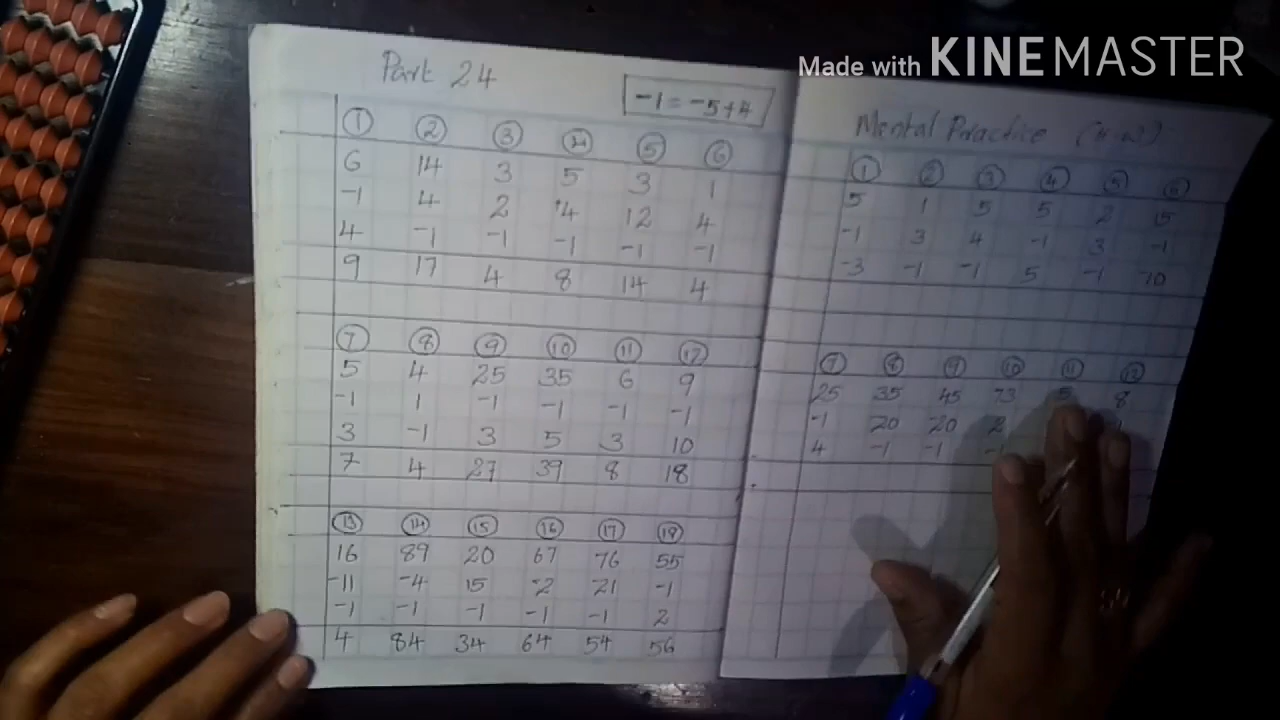 Made with KINEMASTER
Part 24
-1 = -5+4
1 2 3 4 5 6
6 14 3 5 3 1
-1 4 2 4 12 4
4 -1 -1 -1 -1 -1
9 17 4 8 14 4
7 8 9 10 11 12
5 4 25 35 6 9
-1 1 -1 -1 -1 -1
3 -1 3 5 3 10
7 4 27 39 8 18
13 14 15 16 17 18
16 89 20 67 76 55
-11 -4 15 -2 21 -1
-1 -1 -1 -1 -1 2
4 84 34 64 54 56
Mental Practice (H.W)
1 2 3 4 5 6
5 1 5 5 2 15
-1 3 4 -1 3 -1
-3 -1 -1 5 -1 70
7 8 9 10 11 12
25 35 45 73 5 8
-1 20 20 2 1
4 -1 -1 -1